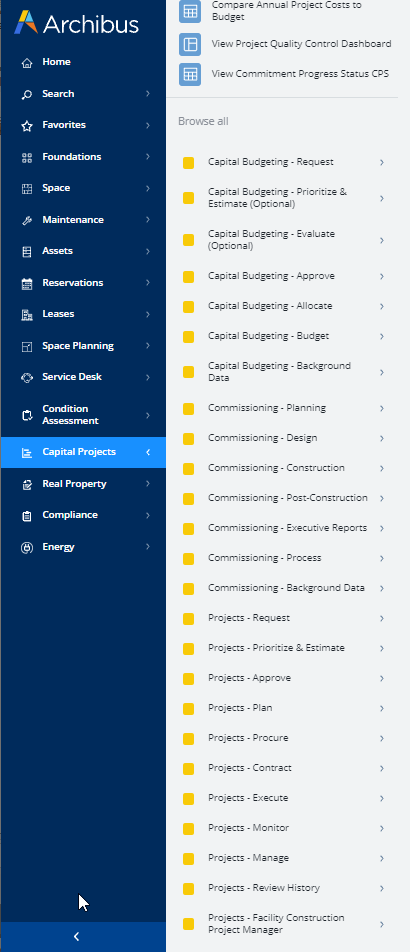 Archibus
Home
Search
Favorites
Foundations
Space
Maintenance
Assets
Reservations
Leases
Space Planning
Service Desk
Condition
Assessment
Capital Projects
Real Property
Compliance
Energy
Compare Annual Project Costs to
Budget
View Project Quality Control Dashboard
View Commitment Progress Status CPS
Browse all
Capital Budgeting - Request
Capital Budgeting - Prioritize &
Estimate (Optional)
Capital Budgeting - Evaluate
(Optional)
Capital Budgeting - Approve
Capital Budgeting - Allocate
Capital Budgeting - Budget
Capital Budgeting - Background
Data
Commissioning - Planning
Commissioning - Design
Commissioning - Construction
Commissioning - Post-Construction
Commissioning - Executive Reports
Commissioning - Process
Commissioning - Background Data
Projects - Request
Projects - Prioritize & Estimate
Projects - Approve
Projects - Plan
Projects - Procure
Projects - Contract
Projects - Execute
Projects - Monitor
Projects - Manage
Projects - Review History
Projects - Facility Construction
Project Manager